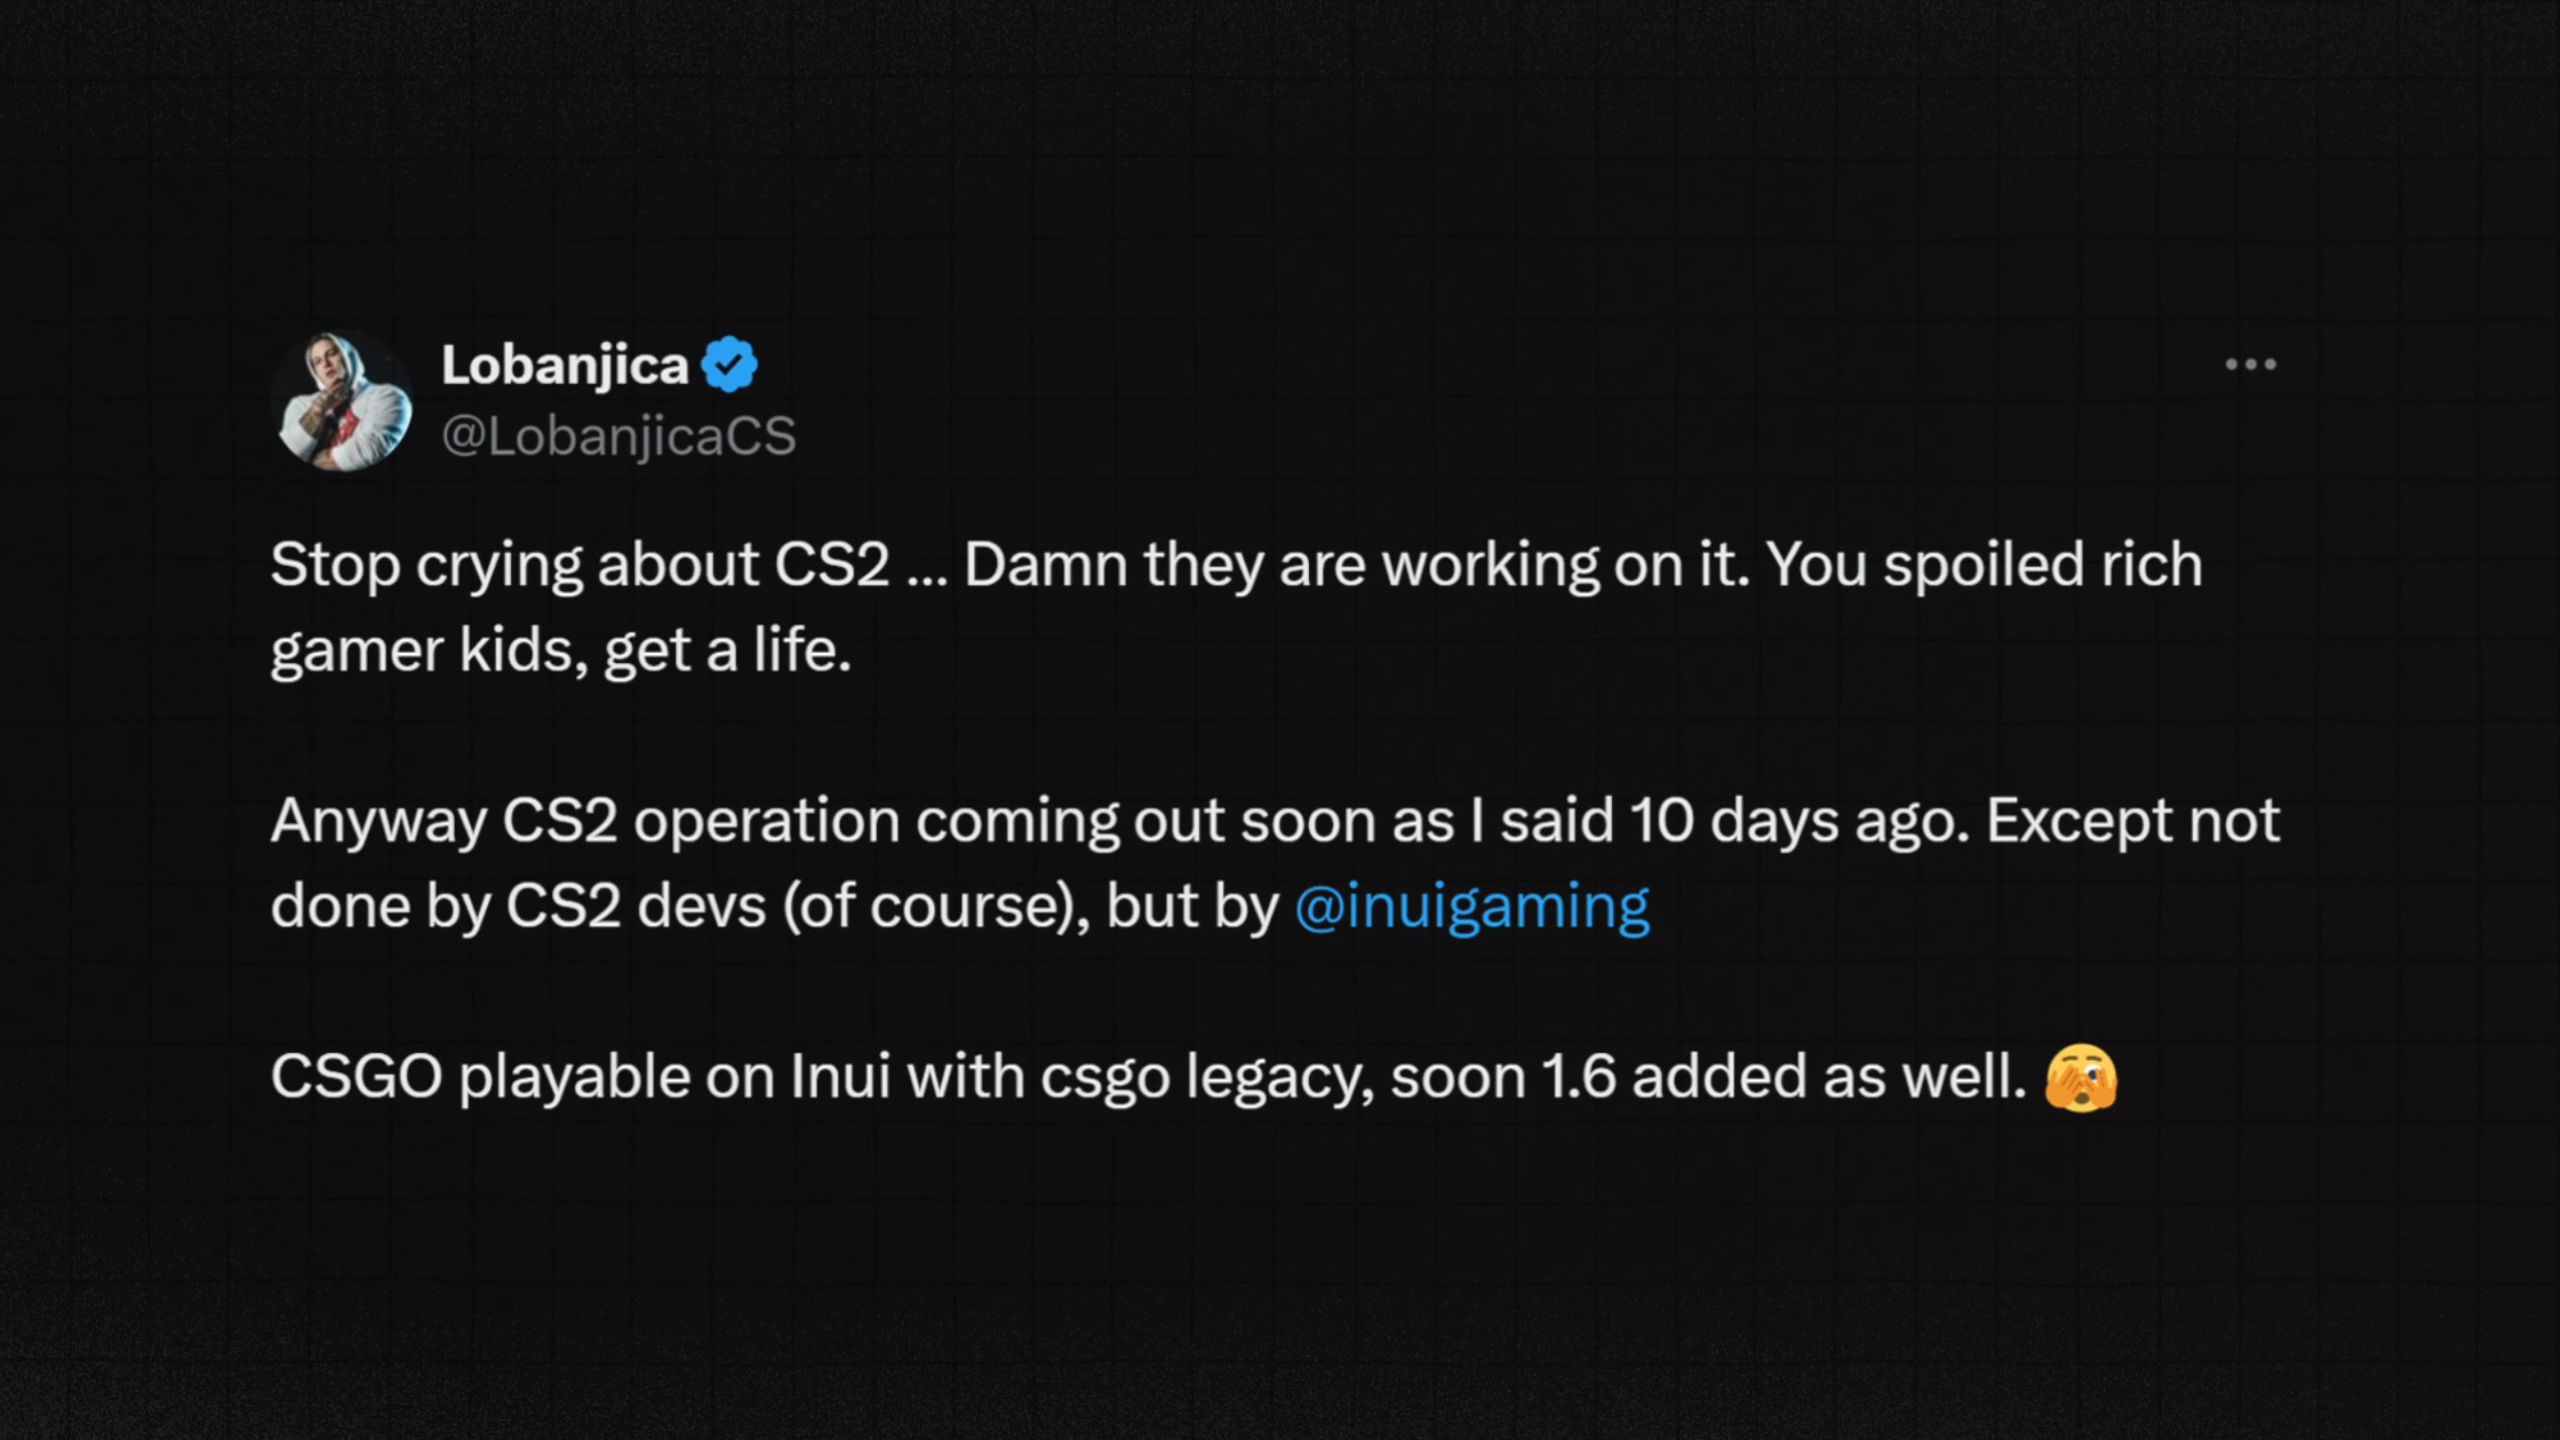 Lobanjica
@LobanjicaCS
Stop crying about CS2 ... Damn they are working on it. You spoiled rich
gamer kids, get a life.
Anyway CS2 operation coming out soon as I said 10 days ago. Except not
done by CS2 devs (of course), but by @inuigaming
CSGO playable on Inui with csgo legacy, soon 1.6 added as well. 🫣